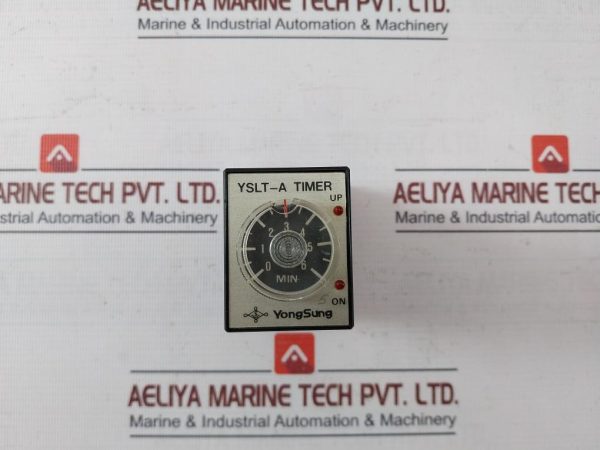 AELIYA MARINE TECH PVT. LTD.
Marine & Industrial Automation & Machinery
MARINE TECH PVT. LTD.
Industrial Automation & Machinery
AELIYA MARINE TECH
Marine & Industrial Automation
YSLT-A TIMER
UP
0 1 2 3 4 5 6
MIN
ON
YongSung
AELIYA MARINE TECH PVT. LTD.
Marine & Industrial Automation & Machinery